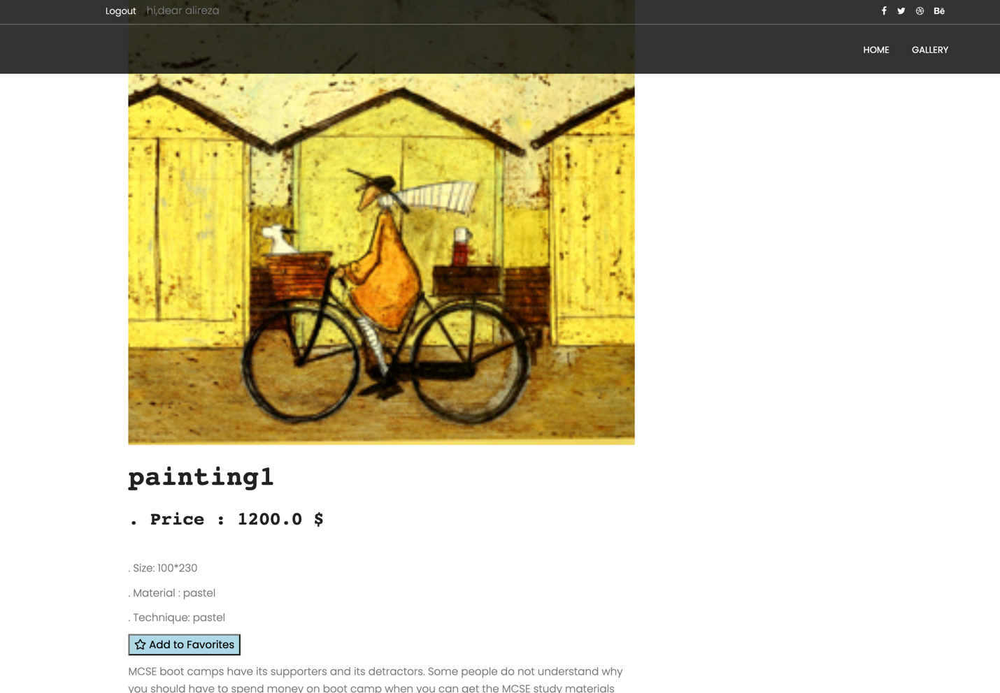 Logout hi,dear alireza Bē
HOME GALLERY
painting1
. Price : 1200.0 $
. Size: 100*230
. Material : pastel
. Technique: pastel
Add to Favorites
MCSE boot camps have its supporters and its detractors. Some people do not understand why
you should have to spend money on boot camp when you can get the MCSE study materials